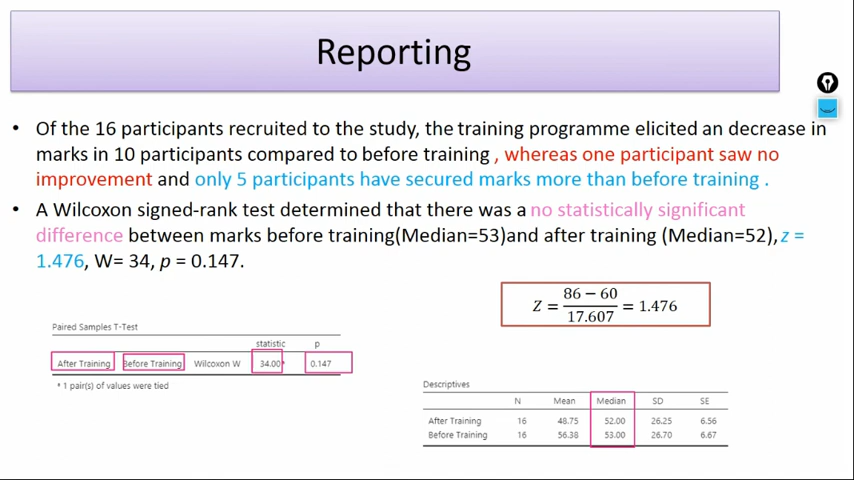 Reporting
• Of the 16 participants recruited to the study, the training programme elicited an decrease in
marks in 10 participants compared to before training , whereas one participant saw no
improvement and only 5 participants have secured marks more than before training .
• A Wilcoxon signed-rank test determined that there was a no statistically significant
difference between marks before training(Median=53)and after training (Median=52), z =
1.476, W= 34, p = 0.147.
Z = (86 − 60) / 17.607 = 1.476
Paired Samples T-Test
statistic p
After Training Before Training Wilcoxon W 34.00ᵃ 0.147
ᵃ 1 pair(s) of values were tied
Descriptives
N Mean Median SD SE
After Training 16 48.75 52.00 26.25 6.56
Before Training 16 56.38 53.00 26.70 6.67